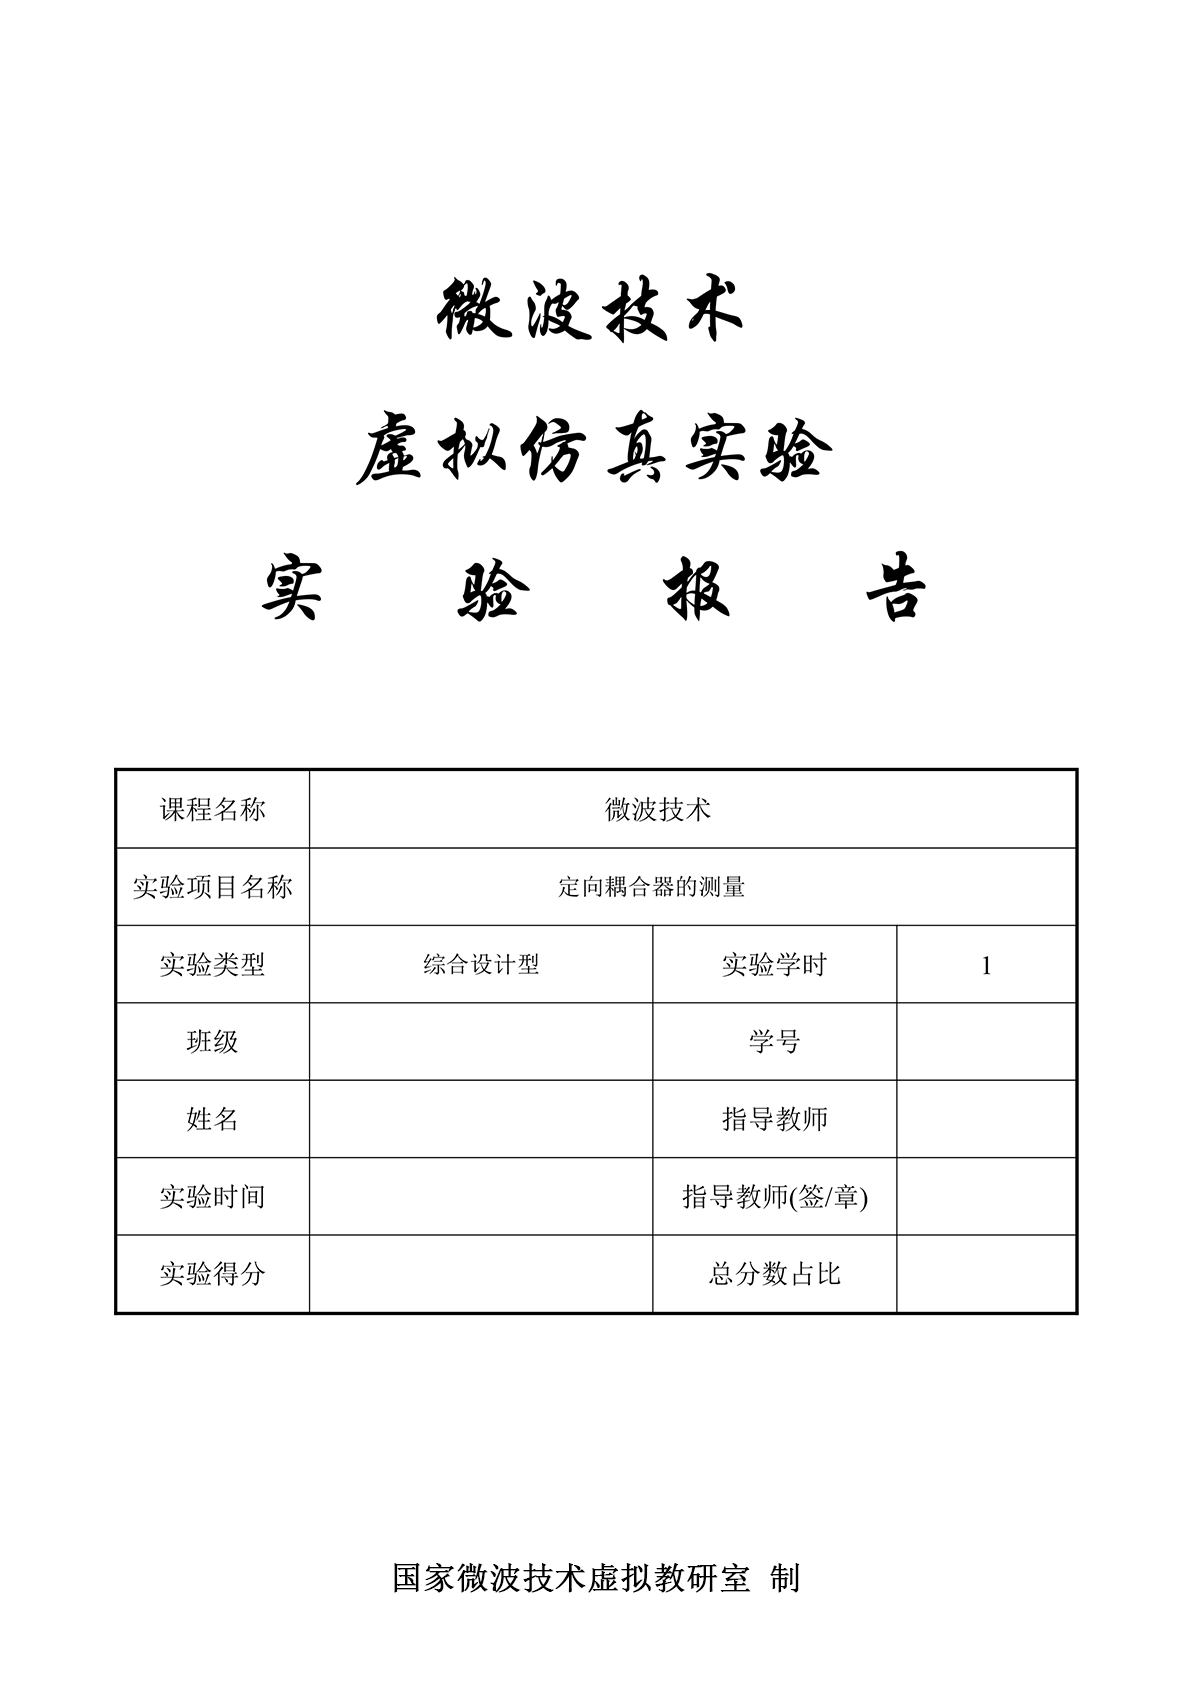 微波技术
虚拟仿真实验
实验报告
课程名称 微波技术
实验项目名称 定向耦合器的测量
实验类型 综合设计型 实验学时 1
班级 学号
姓名 指导教师
实验时间 指导教师(签/章)
实验得分 总分数占比
国家微波技术虚拟教研室 制